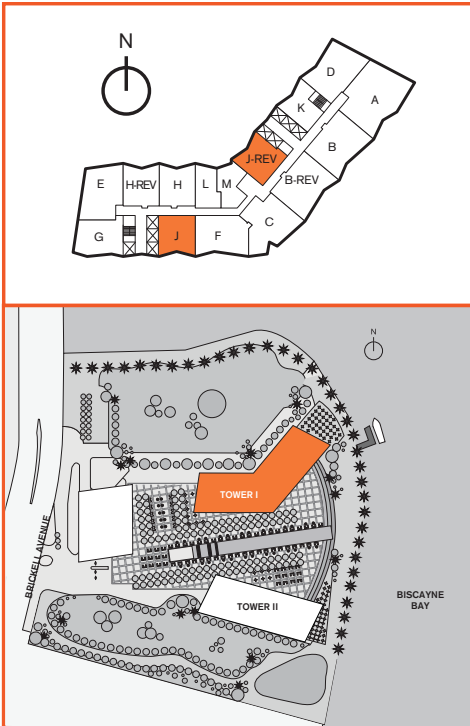 N
D
A
K
B
J-REV
B-REV
E
H-REV
H
L
M
C
G
J
F
N
TOWER I
BRICKELL AVENUE
TOWER II
BISCAYNE
BAY